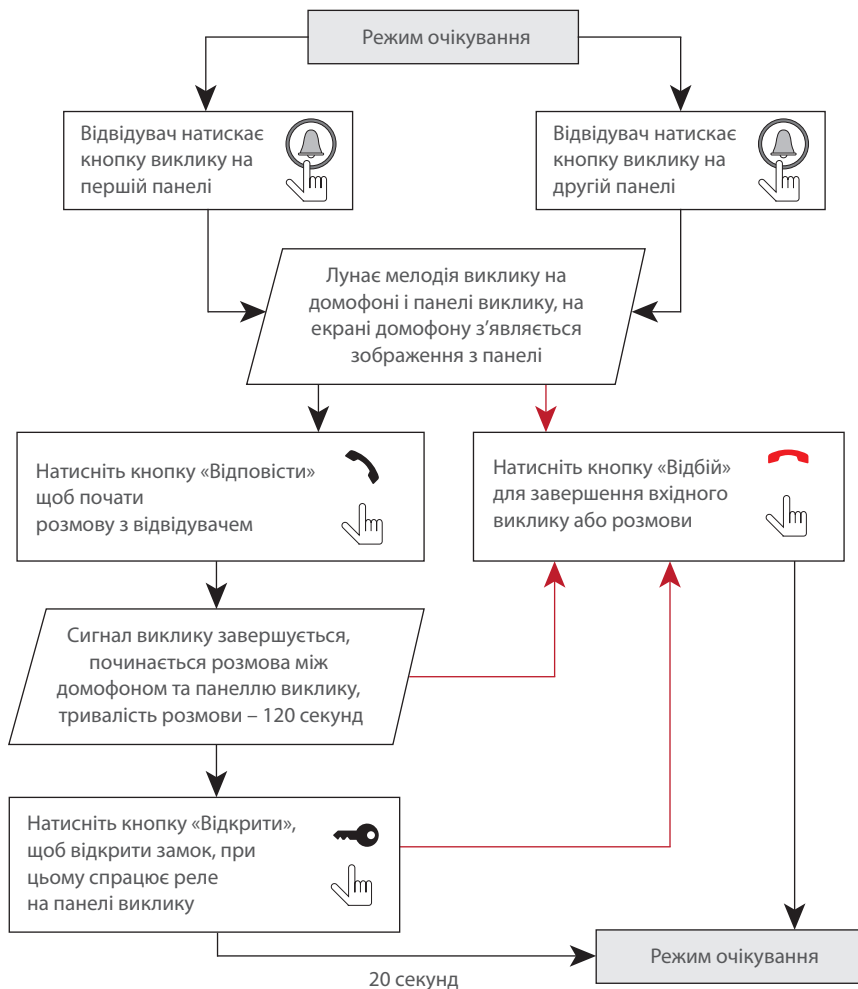 Режим очікування
Відвідувач натискає
кнопку виклику на
першій панелі
Відвідувач натискає
кнопку виклику на
другій панелі
Лунає мелодія виклику на
домофоні і панелі виклику, на
екрані домофону з’являється
зображення з панелі
Натисніть кнопку «Відповісти»
щоб почати
розмову з відвідувачем
Натисніть кнопку «Відбій»
для завершення вхідного
виклику або розмови
Сигнал виклику завершується,
починається розмова між
домофоном та панеллю виклику,
тривалість розмови – 120 секунд
Натисніть кнопку «Відкрити»,
щоб відкрити замок, при
цьому спрацює реле
на панелі виклику
Режим очікування
20 секунд